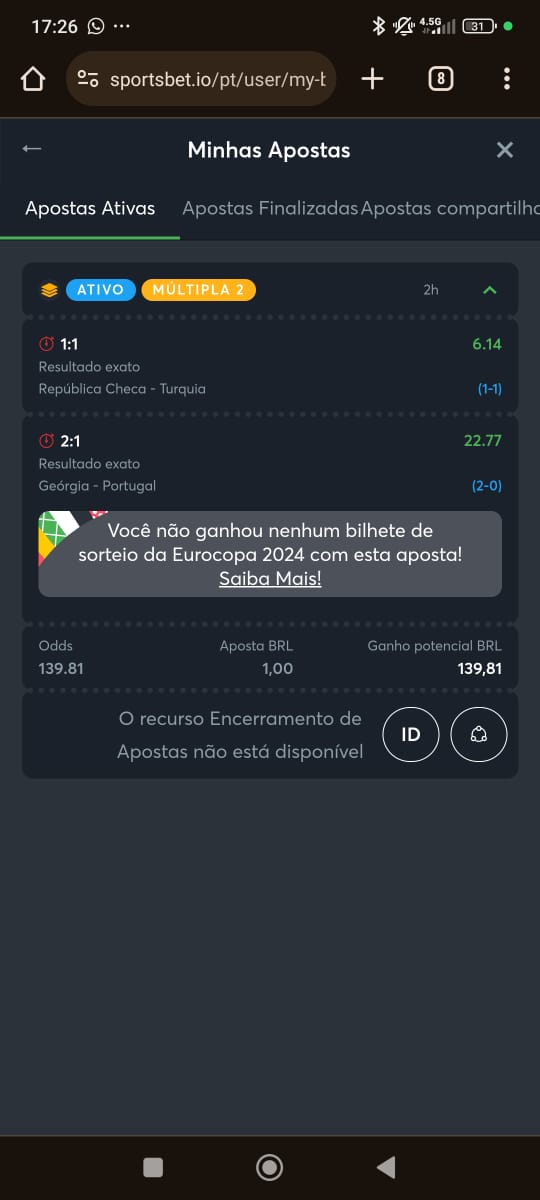 17:26
4.5G
31
sportsbet.io/pt/user/my-b
8
Minhas Apostas
Apostas Ativas
Apostas Finalizadas
Apostas compartilha
ATIVO
MÚLTIPLA 2
2h
1:1
6.14
Resultado exato
República Checa - Turquia
(1-1)
2:1
22.77
Resultado exato
Geórgia - Portugal
(2-0)
Você não ganhou nenhum bilhete de
sorteio da Eurocopa 2024 com esta aposta!
Saiba Mais!
Odds
Aposta BRL
Ganho potencial BRL
139.81
1,00
139,81
O recurso Encerramento de
Apostas não está disponível
ID